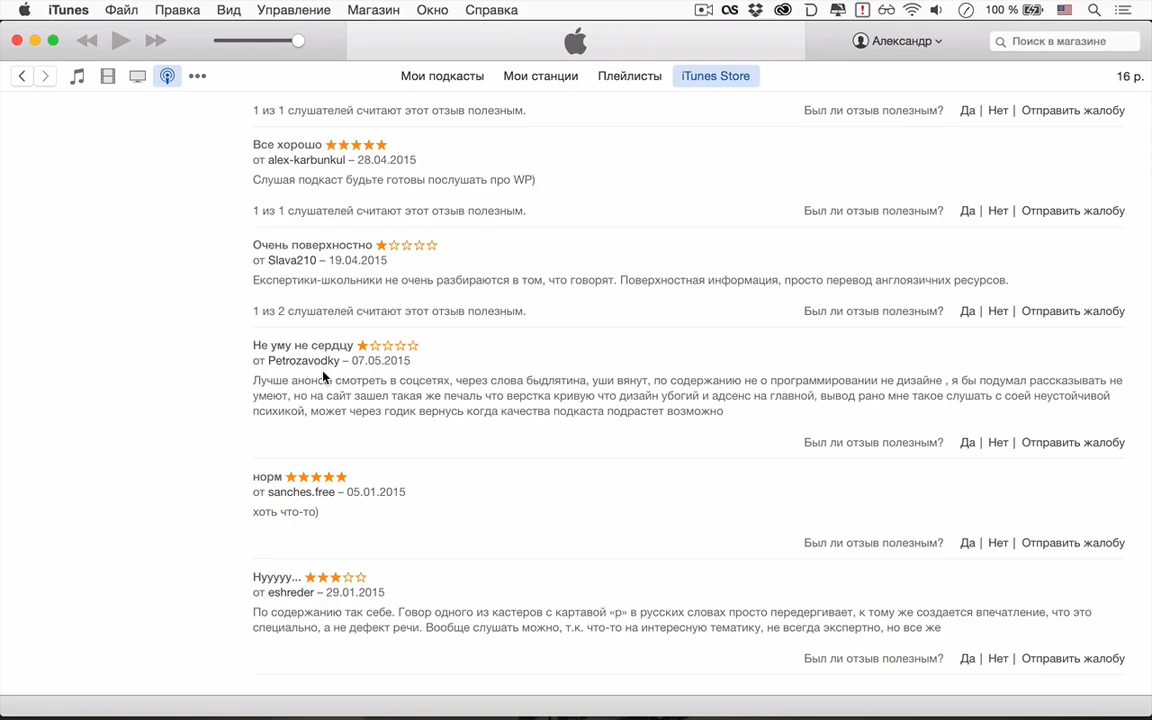 iTunes Файл Правка Вид Управление Магазин Окно Справка 100 %
Александр Поиск в магазине
Мои подкасты Мои станции Плейлисты iTunes Store 16 р.
1 из 1 слушателей считают этот отзыв полезным. Был ли отзыв полезным? Да | Нет | Отправить жалобу
Все хорошо ★★★★★
от alex-karbunkul – 28.04.2015
Слушая подкаст будьте готовы послушать про WP)
1 из 1 слушателей считают этот отзыв полезным. Был ли отзыв полезным? Да | Нет | Отправить жалобу
Очень поверхностно ★☆☆☆☆
от Slava210 – 19.04.2015
Експертики-школьники не очень разбираются в том, что говорят. Поверхностная информация, просто перевод англоязичних ресурсов.
1 из 2 слушателей считают этот отзыв полезным. Был ли отзыв полезным? Да | Нет | Отправить жалобу
Не уму не сердцу ★☆☆☆☆
от Petrozavodky – 07.05.2015
Лучше анонсы смотреть в соцсетях, через слова быдлятина, уши вянут, по содержанию не о программировании не дизайне , я бы подумал рассказывать не
умеют, но на сайт зашел такая же печаль что верстка кривую что дизайн убогий и адсенс на главной, вывод рано мне такое слушать с соей неустойчивой
психикой, может через годик вернусь когда качества подкаста подрастет возможно
Был ли отзыв полезным? Да | Нет | Отправить жалобу
норм ★★★★★
от sanches.free – 05.01.2015
хоть что-то)
Был ли отзыв полезным? Да | Нет | Отправить жалобу
Нууууу... ★★★☆☆
от eshreder – 29.01.2015
По содержанию так себе. Говор одного из кастеров с картавой «р» в русских словах просто передергивает, к тому же создается впечатление, что это
специально, а не дефект речи. Вообще слушать можно, т.к. что-то на интересную тематику, не всегда экспертно, но все же
Был ли отзыв полезным? Да | Нет | Отправить жалобу